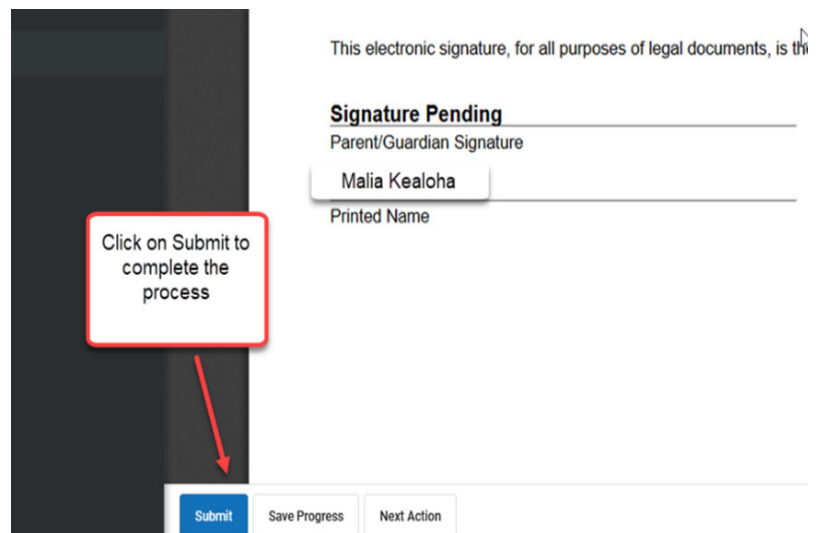 This electronic signature, for all purposes of legal documents, is
Signature Pending
Parent/Guardian Signature
Malia Kealoha
Printed Name
Click on Submit to
complete the
process
Submit
Save Progress
Next Action